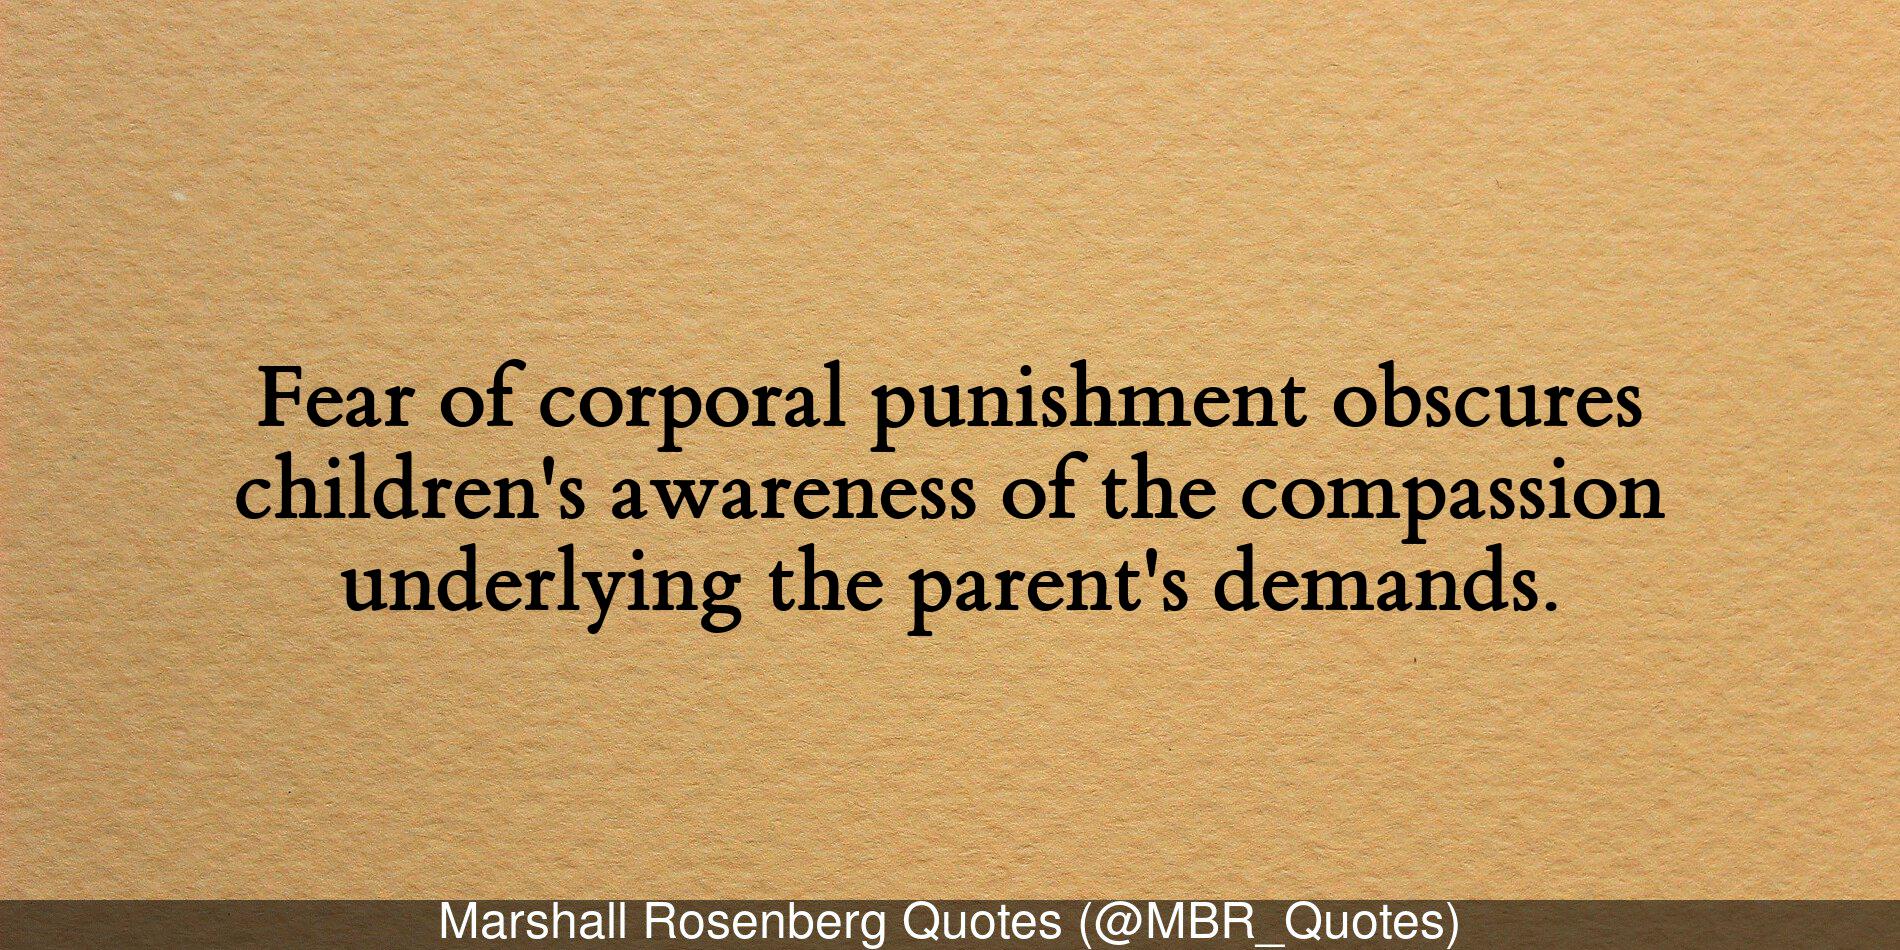 Fear of corporal punishment obscures
children's awareness of the compassion
underlying the parent's demands.
Marshall Rosenberg Quotes (@MBR_Quotes)